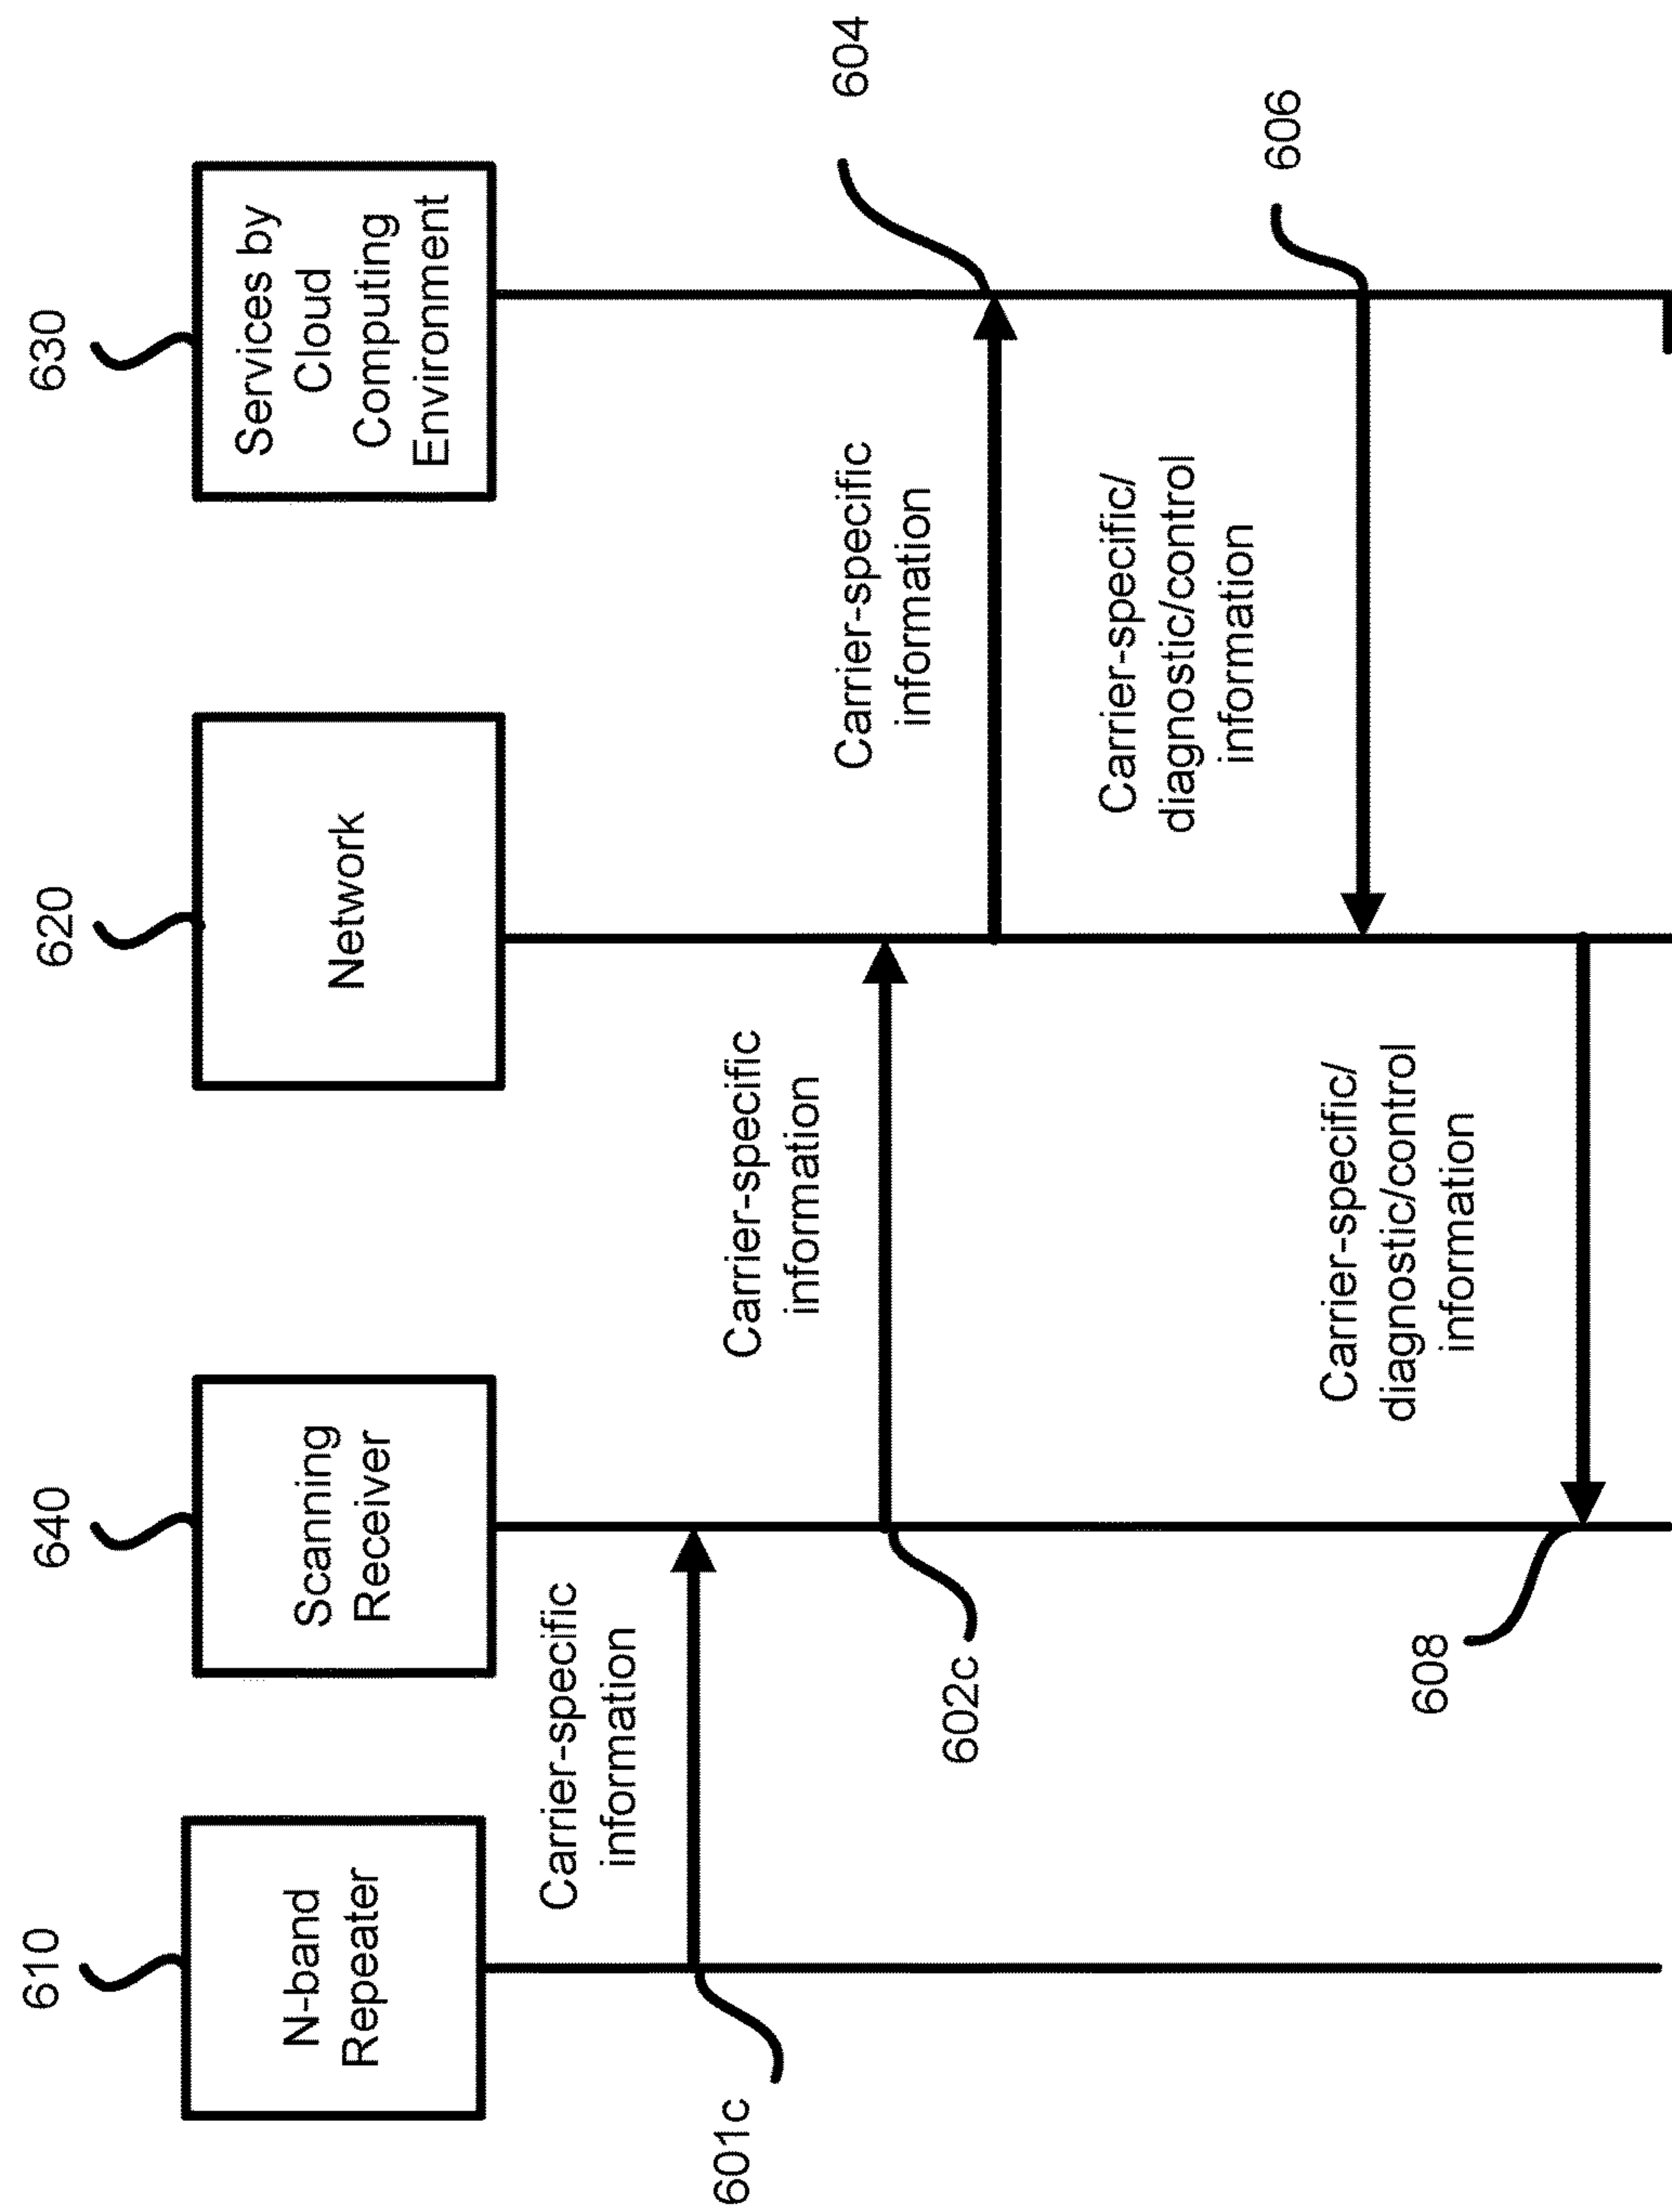 610
N-band
Repeater
640
Scanning
Receiver
620
Network
630
Services by
Cloud
Computing
Environment
Carrier-specific
information
601c
Carrier-specific
information
602c
Carrier-specific
information
604
Carrier-specific/
diagnostic/control
information
606
Carrier-specific/
diagnostic/control
information
608